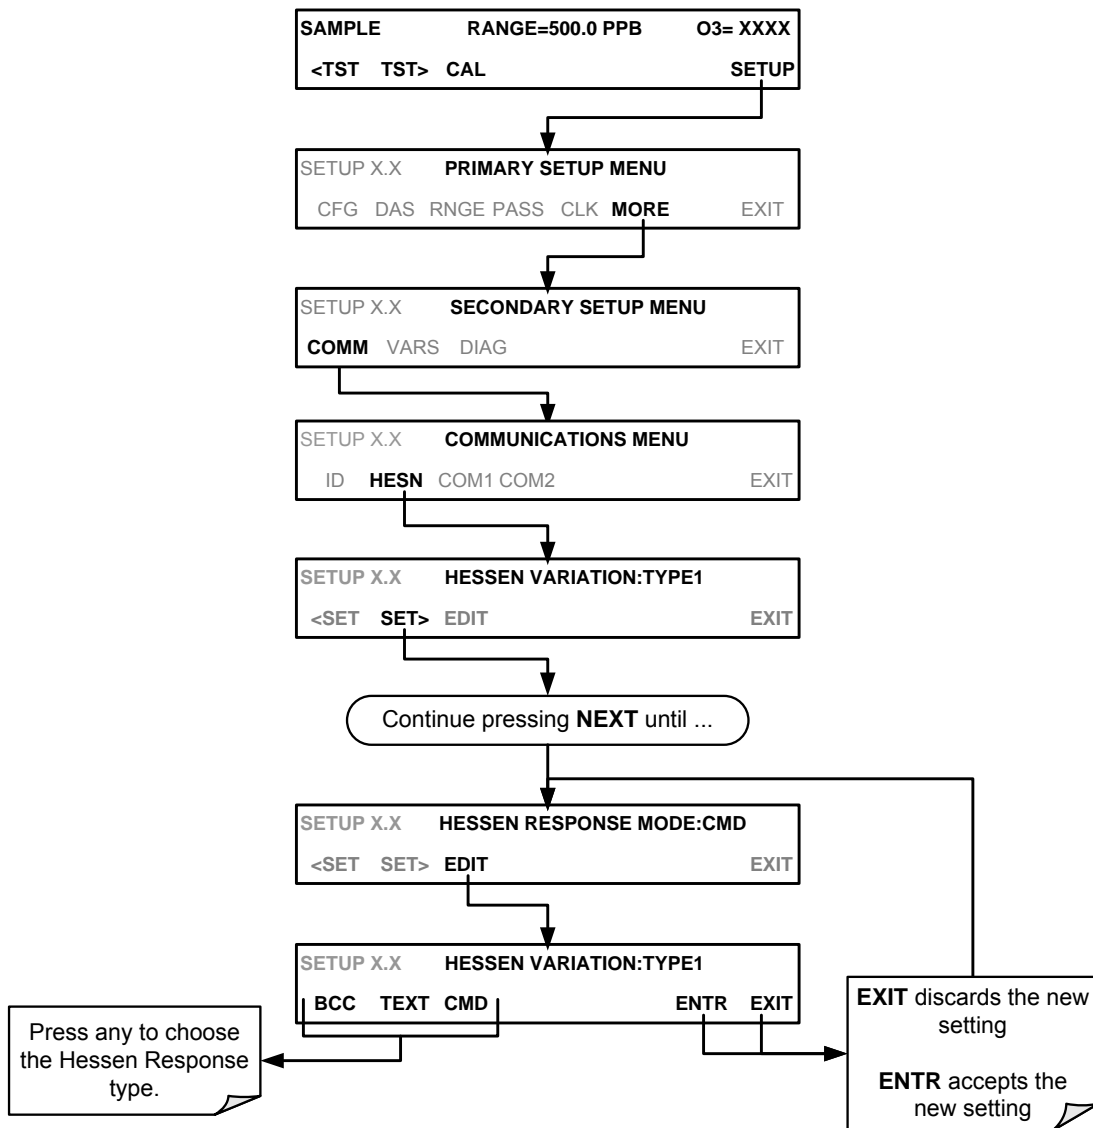 SAMPLE RANGE=500.0 PPB O3= XXXX
<TST TST> CAL SETUP
SETUP X.X PRIMARY SETUP MENU
CFG DAS RNGE PASS CLK MORE EXIT
SETUP X.X SECONDARY SETUP MENU
COMM VARS DIAG EXIT
SETUP X.X COMMUNICATIONS MENU
ID HESN COM1 COM2 EXIT
SETUP X.X HESSEN VARIATION:TYPE1
<SET SET> EDIT EXIT
Continue pressing NEXT until ...
SETUP X.X HESSEN RESPONSE MODE:CMD
<SET SET> EDIT EXIT
SETUP X.X HESSEN VARIATION:TYPE1
BCC TEXT CMD ENTR EXIT
Press any to choose
the Hessen Response
type.
EXIT discards the new
setting
ENTR accepts the
new setting